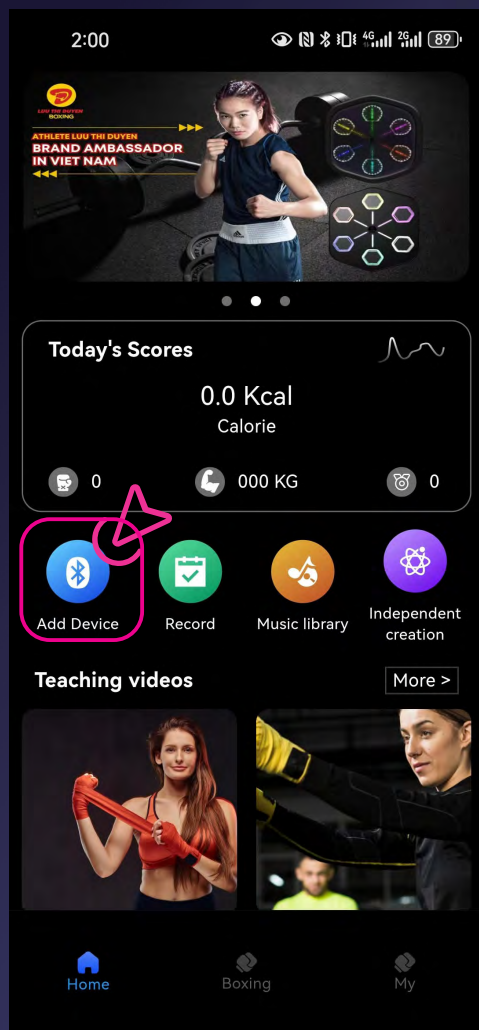 2:00
4G
2G
89
LUU THI DUYEN
BOXING
ATHLETE LUU THI DUYEN
BRAND AMBASSADOR
IN VIET NAM
Today's Scores
0.0 Kcal
Calorie
0
000 KG
0
Add Device
Record
Music library
Independent
creation
Teaching videos
More >
Home
Boxing
My